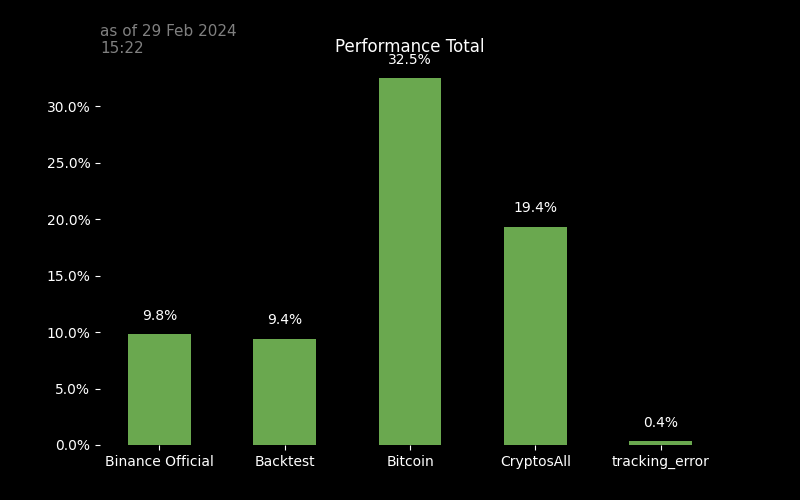 as of 29 Feb 2024
15:22
Performance Total
32.5%
30.0%
25.0%
20.0%
19.4%
15.0%
10.0%
9.8%
9.4%
5.0%
0.4%
0.0%
Binance Official
Backtest
Bitcoin
CryptosAll
tracking_error